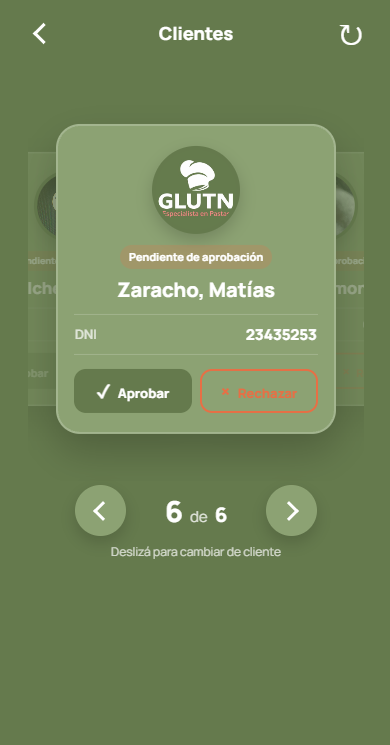 Clientes
GLUTN
Especialista en Pastas
Pendiente de aprobación
Zaracho, Matías
DNI 23435253
Aprobar × Rechazar
6 de 6
Deslizá para cambiar de cliente